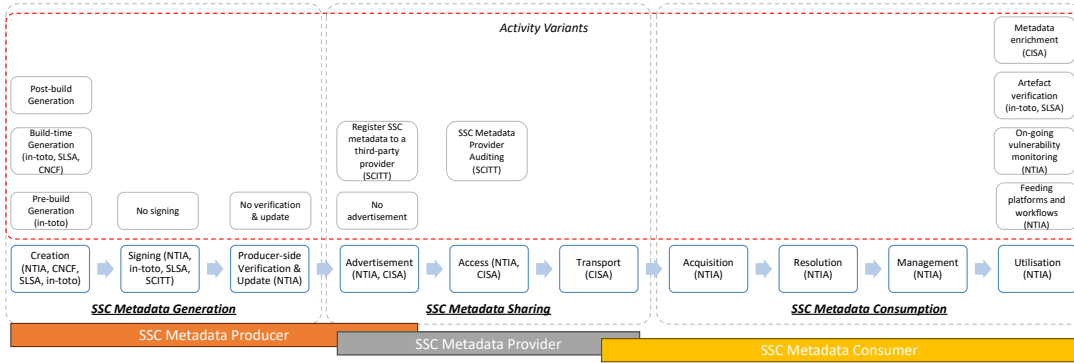 Activity Variants
Metadata
enrichment
(CISA)
Post-build
Generation
Artefact
verification
(in-toto, SLSA)
Build-time
Generation
(in-toto, SLSA,
CNCF)
Register SSC
metadata to a
third-party
provider
(SCITT)
SSC Metadata
Provider
Auditing
(SCITT)
On-going
vulnerability
monitoring
(NTIA)
Pre-build
Generation
(in-toto)
No signing
No verification
& update
No
advertisement
Feeding
platforms and
workflows
(NTIA)
Creation
(NTIA, CNCF,
SLSA, in-toto)
Signing (NTIA,
in-toto, SLSA,
SCITT)
Producer-side
Verification &
Update (NTIA)
Advertisement
(NTIA, CISA)
Access (NTIA,
CISA)
Transport
(CISA)
Acquisition
(NTIA)
Resolution
(NTIA)
Management
(NTIA)
Utilisation
(NTIA)
SSC Metadata Generation
SSC Metadata Sharing
SSC Metadata Consumption
SSC Metadata Producer
SSC Metadata Provider
SSC Metadata Consumer